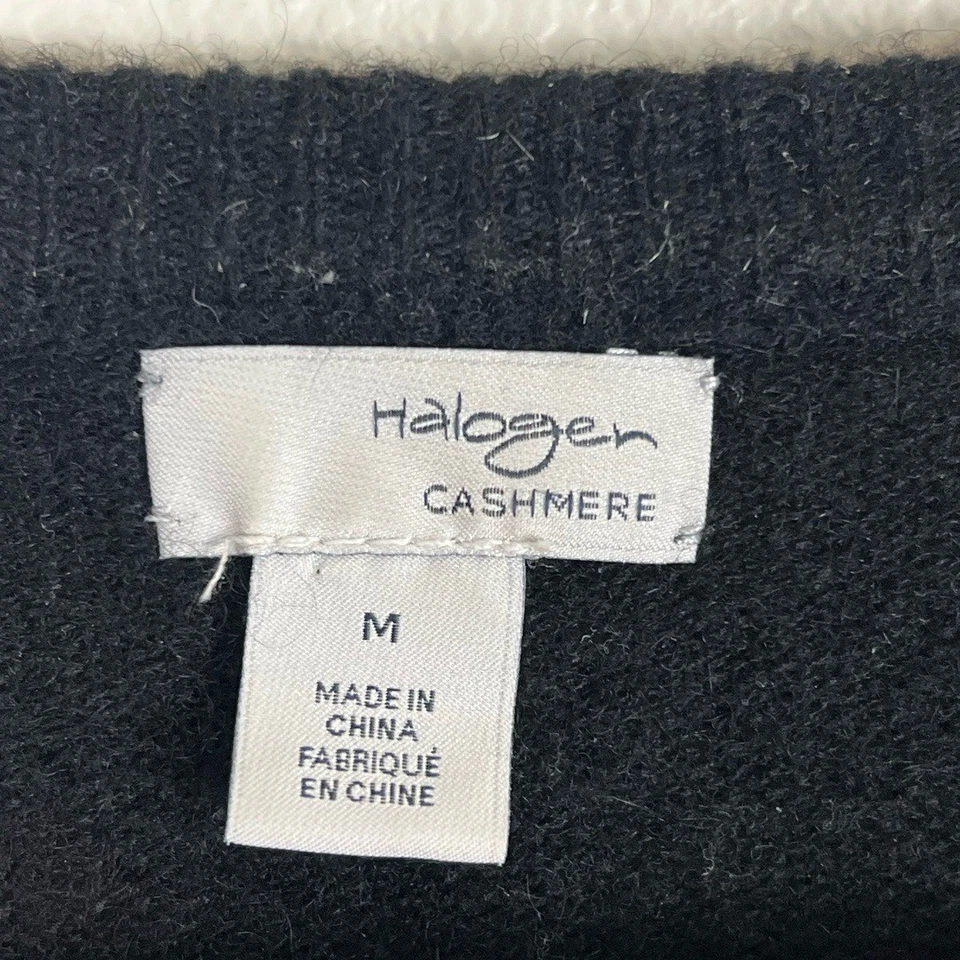 Halogen
CASHMERE
M
MADE IN
CHINA
FABRIQUÉ
EN CHINE